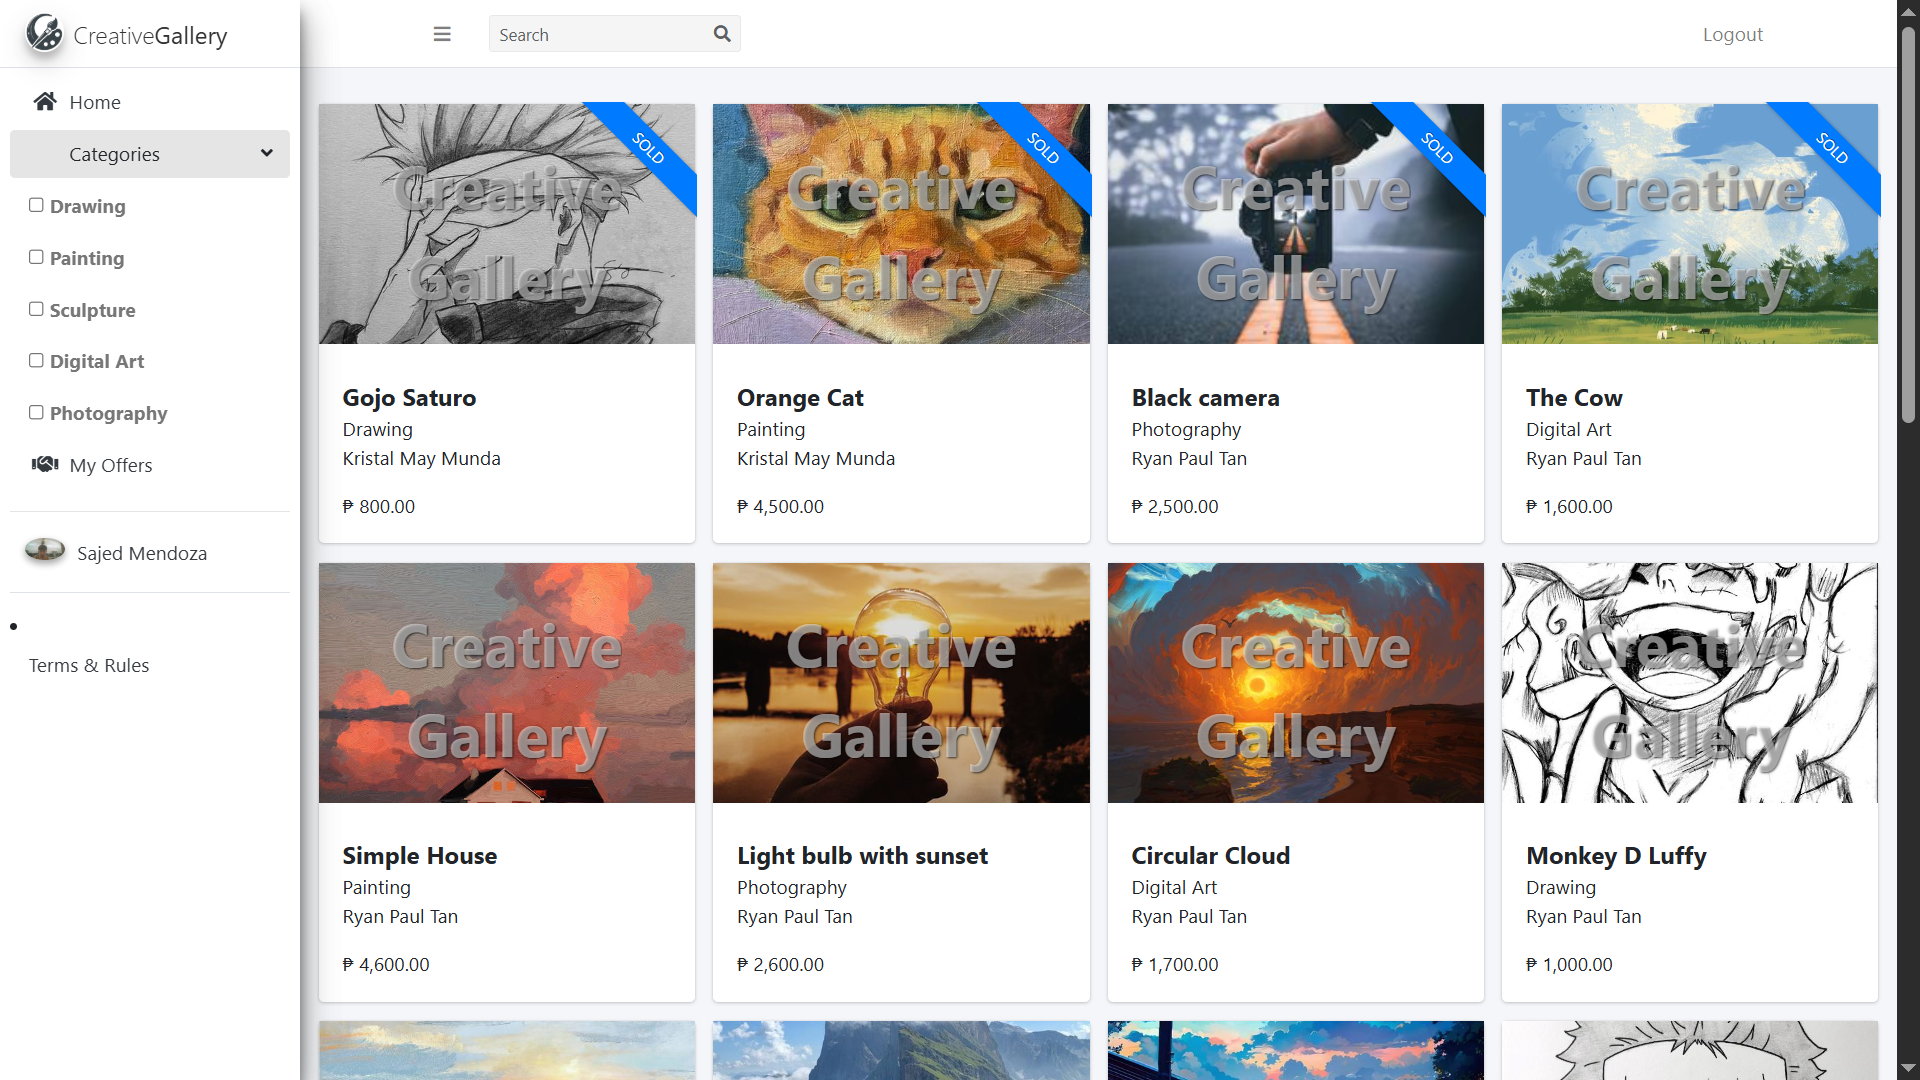 CreativeGallery
Search
Logout
Home
Categories
Drawing
Painting
Sculpture
Digital Art
Photography
My Offers
Sajed Mendoza
Terms & Rules
SOLD
Creative
Gallery
Gojo Saturo
Drawing
Kristal May Munda
₱ 800.00
SOLD
Creative
Gallery
Orange Cat
Painting
Kristal May Munda
₱ 4,500.00
SOLD
Creative
Gallery
Black camera
Photography
Ryan Paul Tan
₱ 2,500.00
SOLD
Creative
Gallery
The Cow
Digital Art
Ryan Paul Tan
₱ 1,600.00
Creative
Gallery
Simple House
Painting
Ryan Paul Tan
₱ 4,600.00
Creative
Gallery
Light bulb with sunset
Photography
Ryan Paul Tan
₱ 2,600.00
Creative
Gallery
Circular Cloud
Digital Art
Ryan Paul Tan
₱ 1,700.00
Creative
Gallery
Monkey D Luffy
Drawing
Ryan Paul Tan
₱ 1,000.00